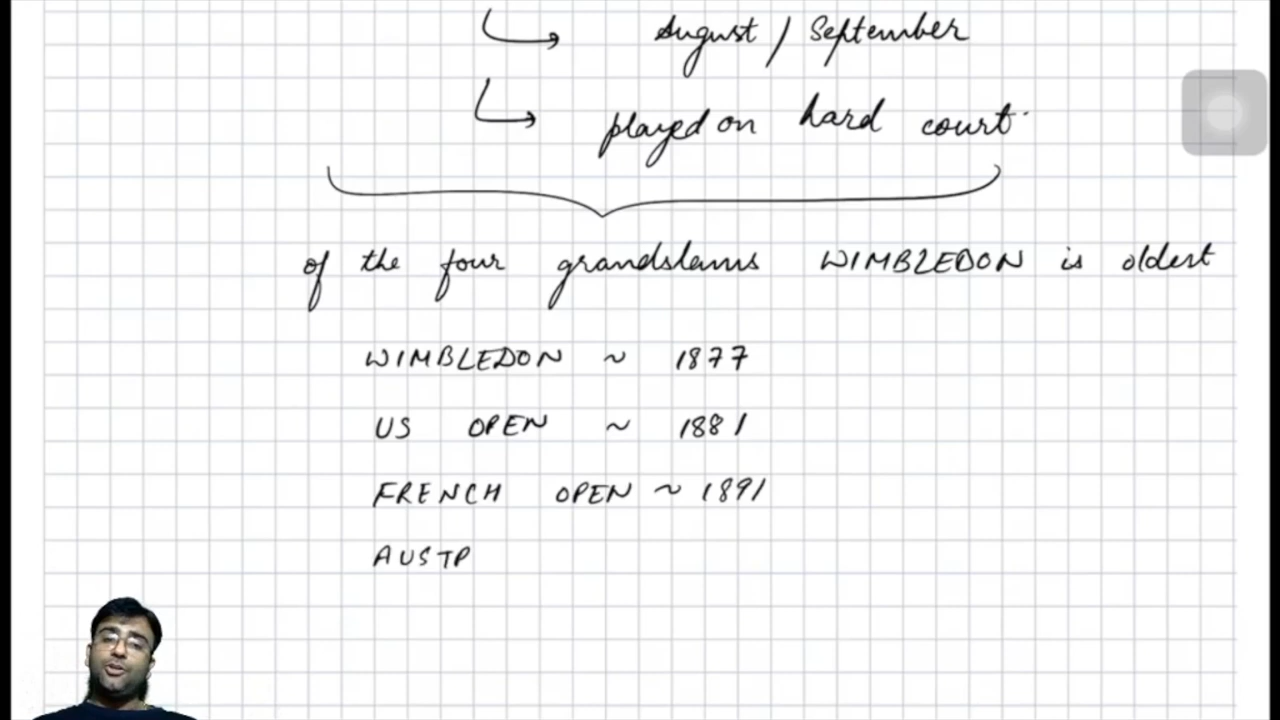 August / September
played on hard court
of the four grandslams WIMBLEDON is oldest
WIMBLEDON ~ 1877
US OPEN ~ 1881
FRENCH OPEN ~ 1891
AUSTR